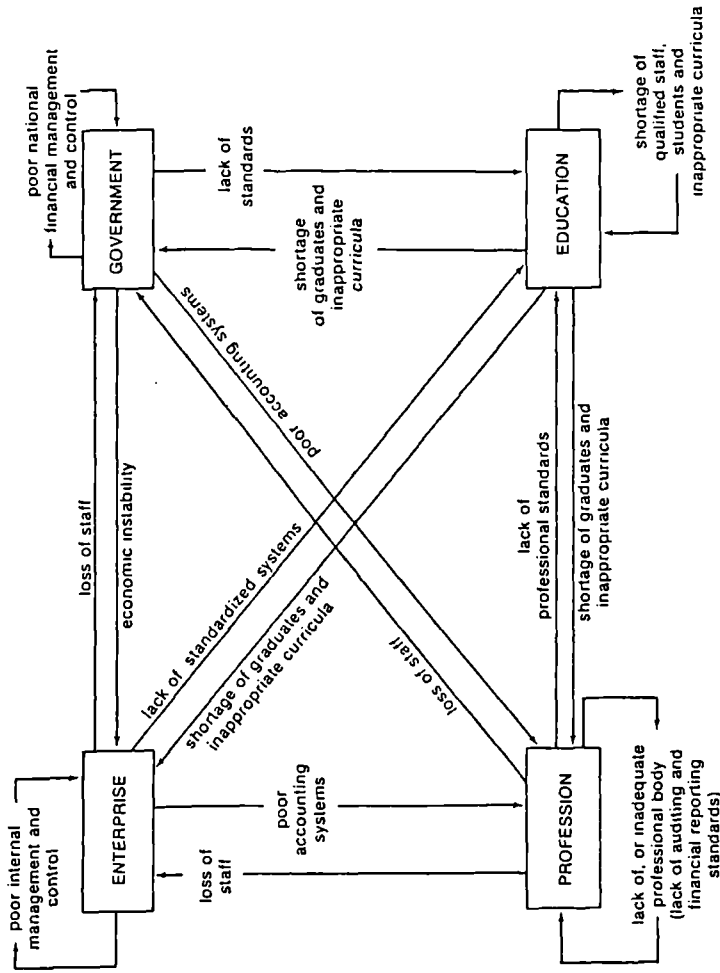 poor internal
management and
control
ENTERPRISE
loss of staff
economic instability
poor national
financial management
and control
GOVERNMENT
loss of
staff
poor
accounting
systems
lack of standardized systems
shortage of graduates and
inappropriate curricula
poor accounting systems
loss of staff
shortage
of graduates and
inappropriate
curricula
lack of
standards
PROFESSION
lack of
professional standards
shortage of graduates and
inappropriate curricula
EDUCATION
lack of, or inadequate
professional body
(lack of auditing and
financial reporting
standards)
shortage of
qualified staff,
students and
inappropriate curricula